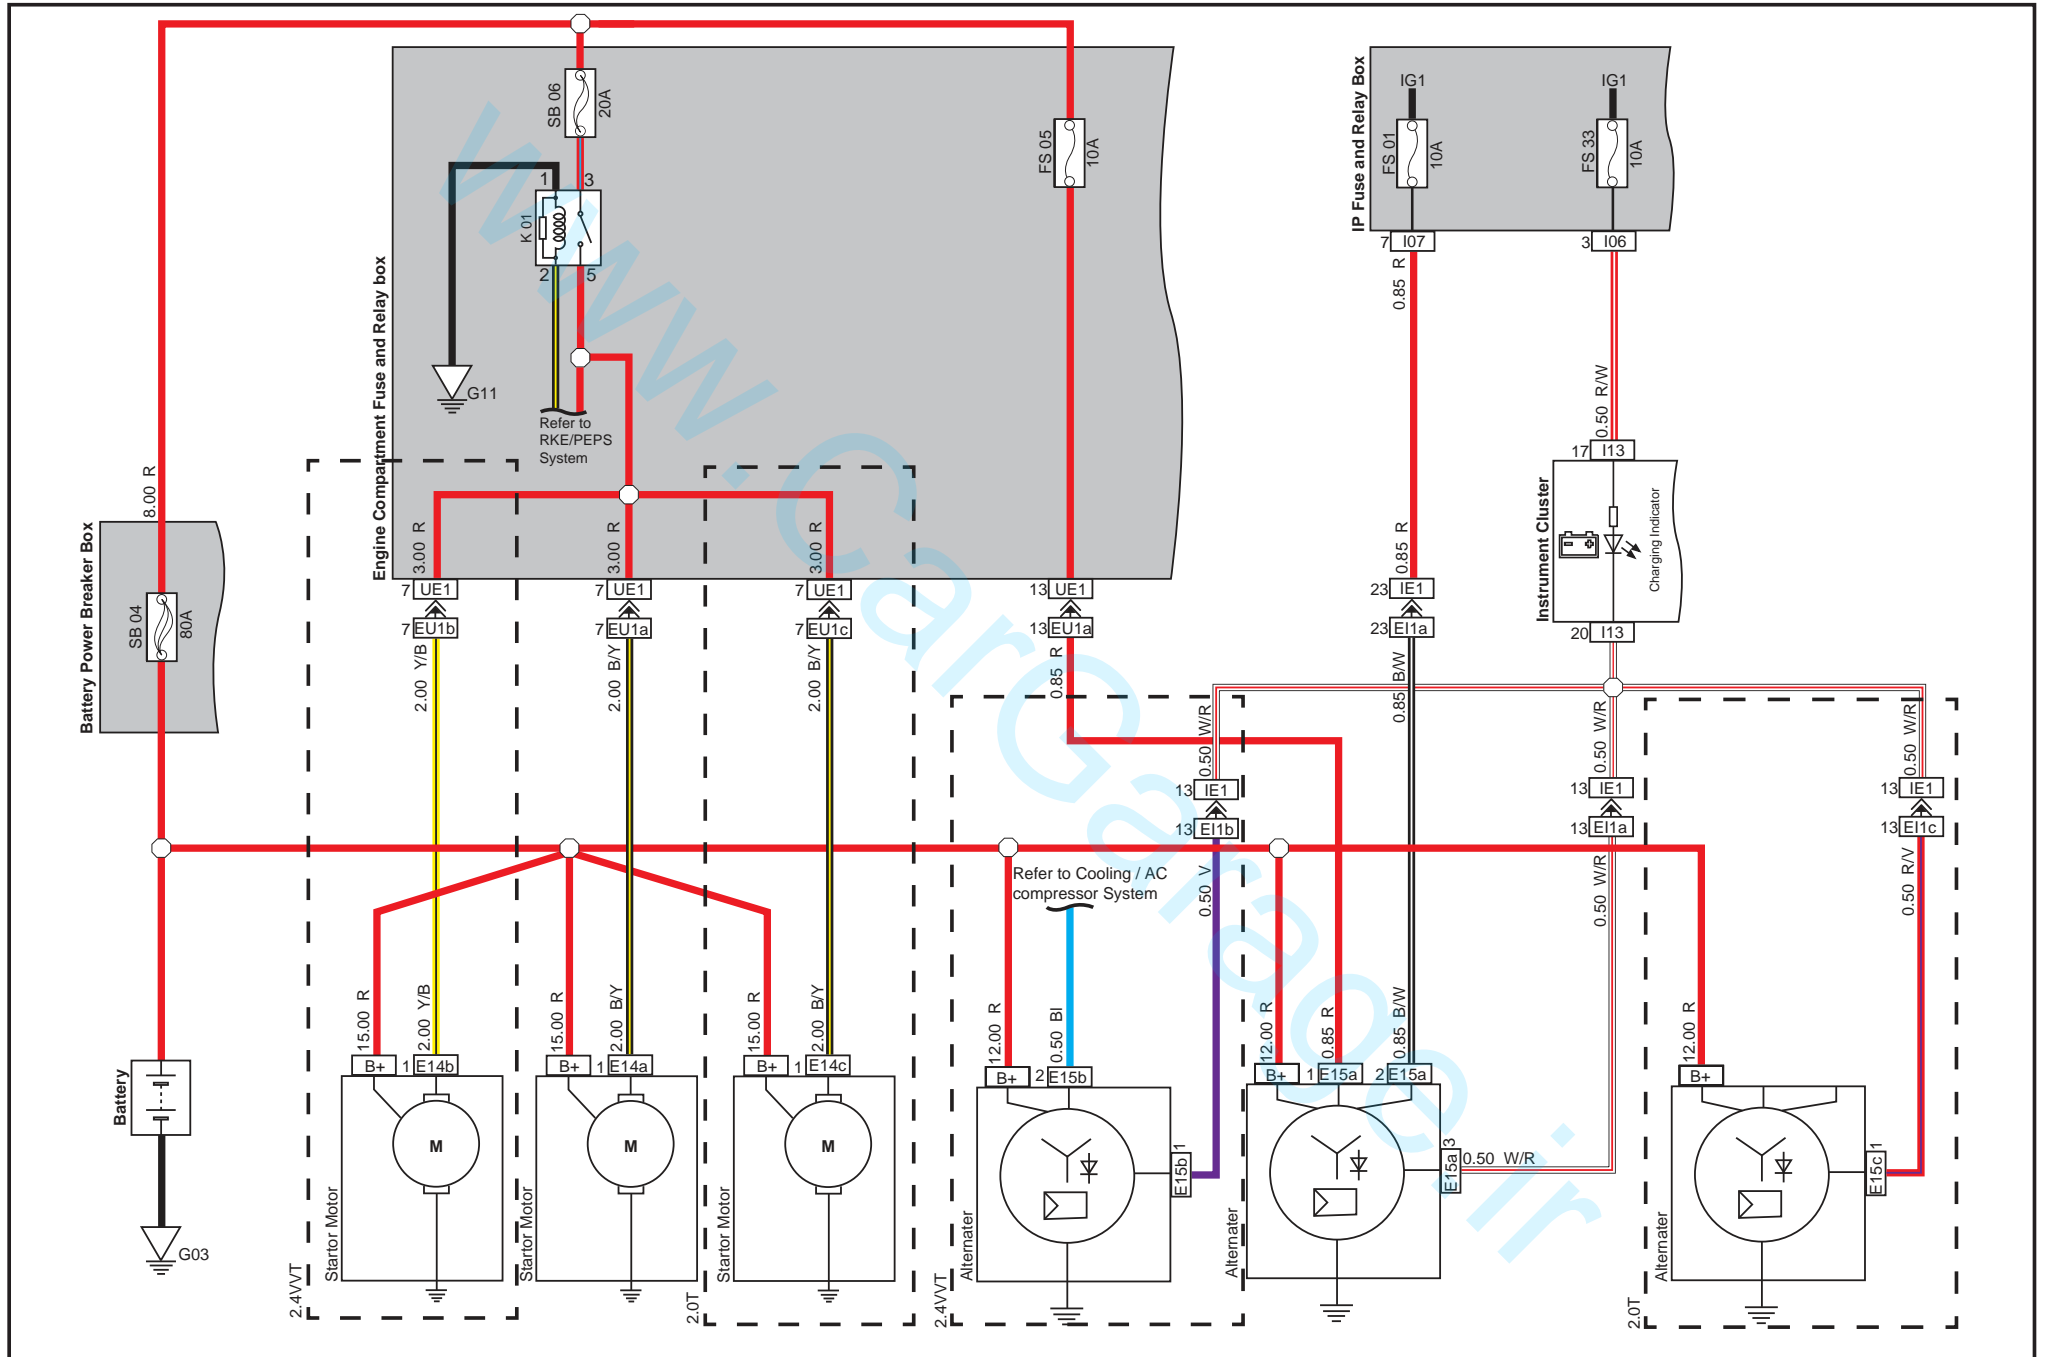 SB 06
20A
FS 05
10A
IP Fuse and Relay Box
IG1
IG1
FS 01
10A
FS 33
10A
7 I07
3 I06
1
3
K 01
2
5
0.85 R
0.50 R/W
Engine Compartment Fuse and Relay box
G11
Refer to
RKE/PEPS
System
8.00 R
Battery Power Breaker Box
SB 04
80A
3.00 R
3.00 R
3.00 R
0.85 R
17 I13
Instrument Cluster
Charging Indicator
20 I13
7 UE1
7 UE1
7 UE1
13 UE1
23 IE1
7 EU1b
7 EU1a
7 EU1c
13 EU1a
23 EI1a
2.00 Y/B
2.00 B/Y
2.00 B/Y
0.85 R
0.85 B/W
0.50 W/R
0.50 W/R
0.50 W/R
13 IE1
13 IE1
13 IE1
13 EI1b
13 EI1a
13 EI1c
Refer to Cooling / AC
compressor System
0.50 V
0.50 W/R
0.50 R/V
15.00 R
2.00 Y/B
15.00 R
2.00 B/Y
15.00 R
2.00 B/Y
12.00 R
0.50 Bl
12.00 R
0.85 R
0.85 B/W
12.00 R
B+
1 E14b
B+
1 E14a
B+
1 E14c
B+
2 E15b
B+
1 E15a
2 E15a
B+
Battery
G03
M
M
M
E15b 1
E15a 3
0.50 W/R
E15c 1
Startor Motor
Startor Motor
Startor Motor
Alternater
Alternater
Alternater
2.4VVT
2.0T
2.4VVT
2.0T
www.CarGarage.ir